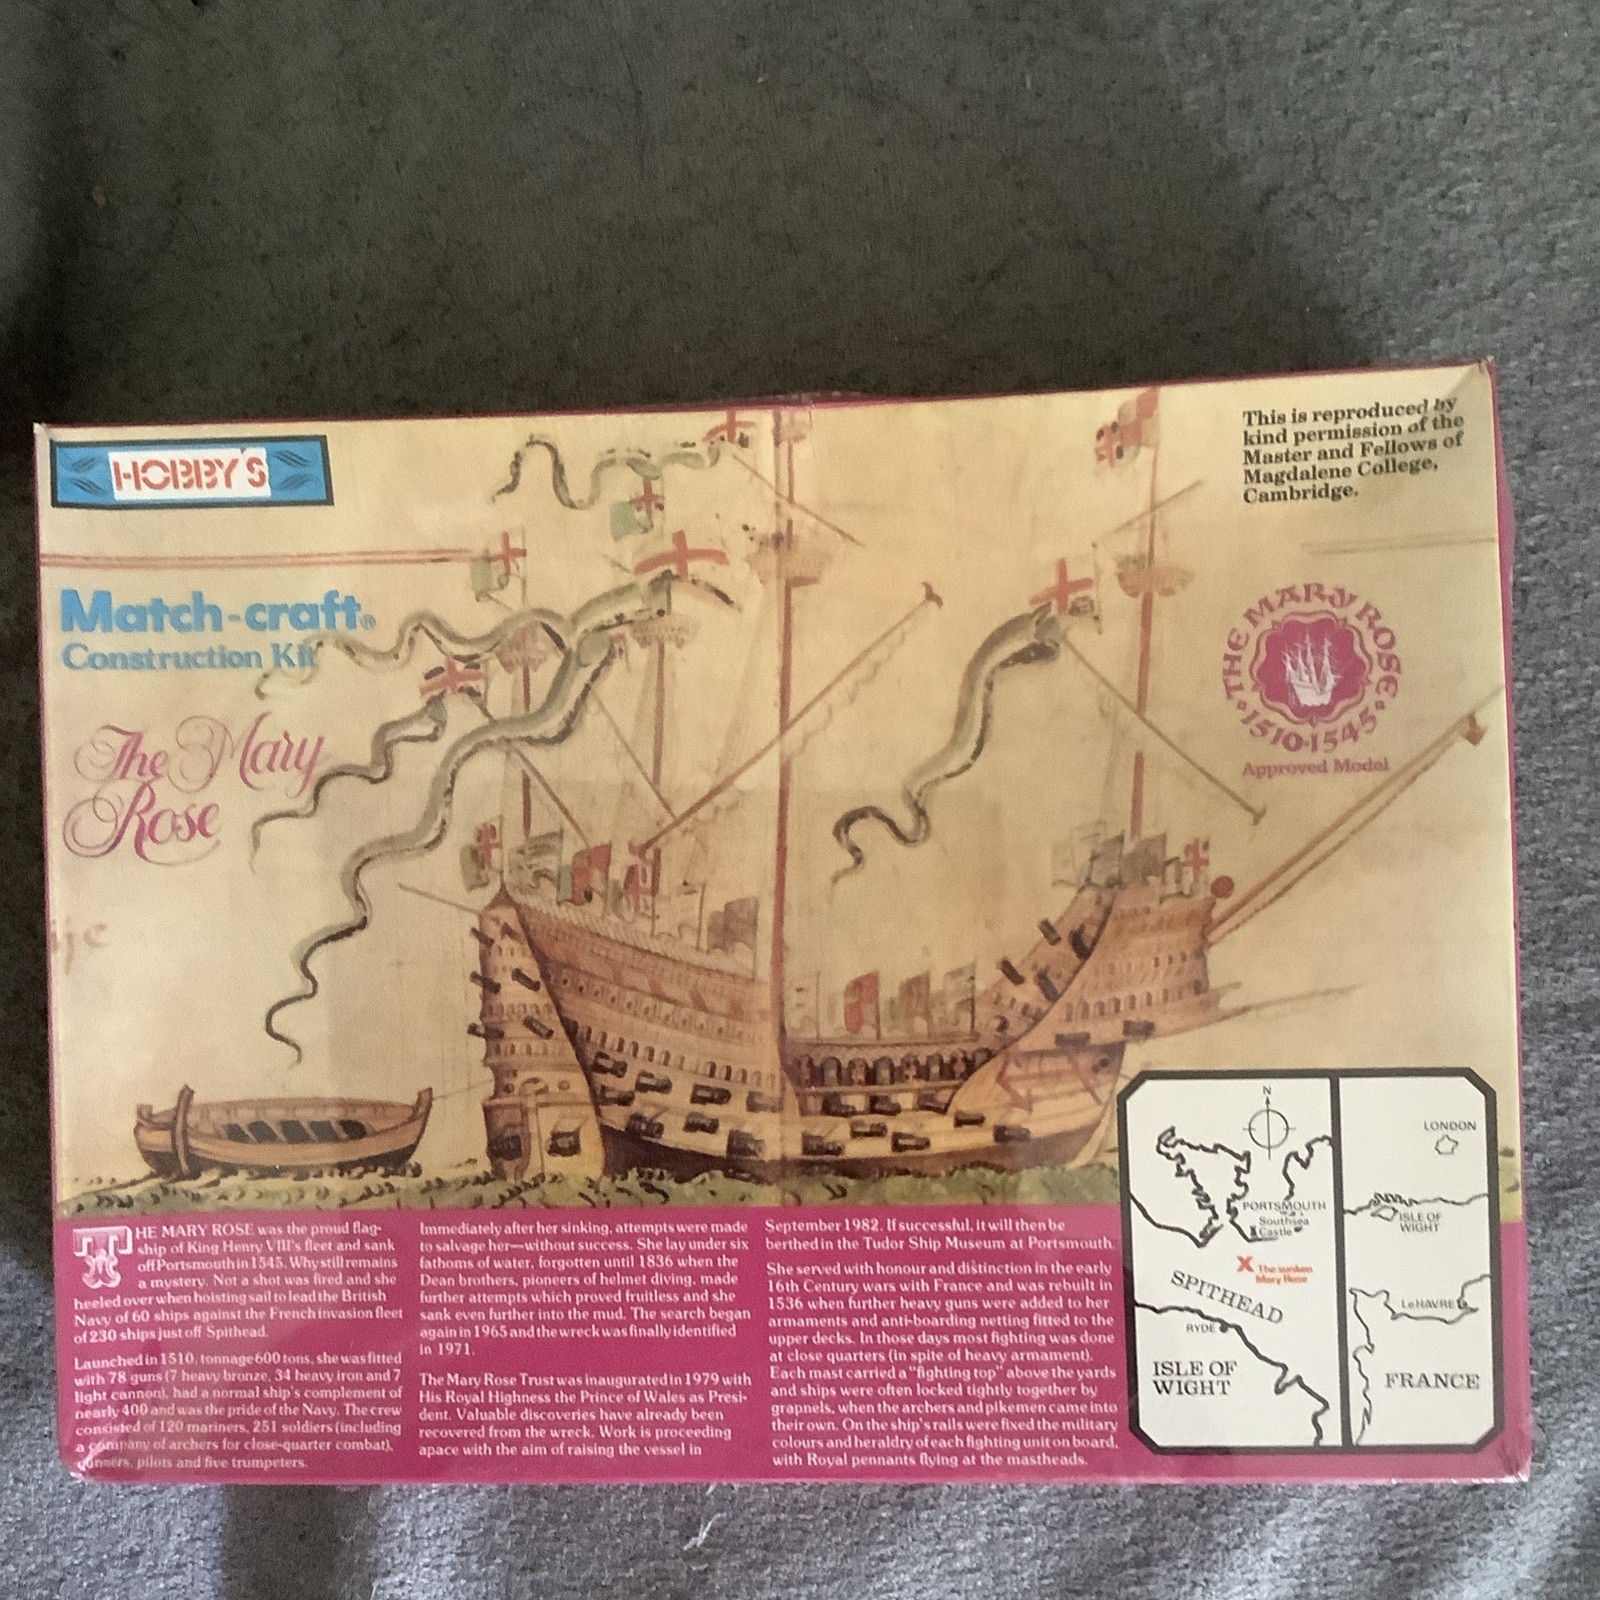 HOBBY'S
Match-craft®
Construction Kit
The Mary
Rose
This is reproduced by
kind permission of the
Master and Fellows of
Magdalene College,
Cambridge.
THE MARY ROSE
1510·1545
Approved Model
THE MARY ROSE was the proud flag-
ship of King Henry VIII's fleet and sank
off Portsmouth in 1545. Why still remains
a mystery. Not a shot was fired and she
heeled over when hoisting sail to lead the British
Navy of 60 ships against the French invasion fleet
of 230 ships just off Spithead.
Launched in 1510, tonnage 600 tons, she was fitted
with 78 guns (7 heavy bronze, 34 heavy iron and 7
light cannon), had a normal ship's complement of
nearly 400 and was the pride of the Navy. The crew
consisted of 120 mariners, 251 soldiers (including
a company of archers for close-quarter combat),
gunners, pilots and five trumpeters.
Immediately after her sinking, attempts were made
to salvage her—without success. She lay under six
fathoms of water, forgotten until 1836 when the
Dean brothers, pioneers of helmet diving, made
further attempts which proved fruitless and she
sank even further into the mud. The search began
again in 1965 and the wreck was finally identified
in 1971.
The Mary Rose Trust was inaugurated in 1979 with
His Royal Highness the Prince of Wales as Presi-
dent. Valuable discoveries have already been
recovered from the wreck. Work is proceeding
apace with the aim of raising the vessel in
September 1982. If successful, it will then be
berthed in the Tudor Ship Museum at Portsmouth.
She served with honour and distinction in the early
16th Century wars with France and was rebuilt in
1536 when further heavy guns were added to her
armaments and anti-boarding netting fitted to the
upper decks. In those days most fighting was done
at close quarters (in spite of heavy armament).
Each mast carried a "fighting top" above the yards
and ships were often locked tightly together by
grapnels, when the archers and pikemen came into
their own. On the ship's rails were fixed the military
colours and heraldry of each fighting unit on board,
with Royal pennants flying at the mastheads.
N
PORTSMOUTH
Southsea
Castle
X The sunken
Mary Rose
SPITHEAD
RYDE
ISLE OF
WIGHT
LONDON
ISLE OF
WIGHT
Le HAVRE
FRANCE